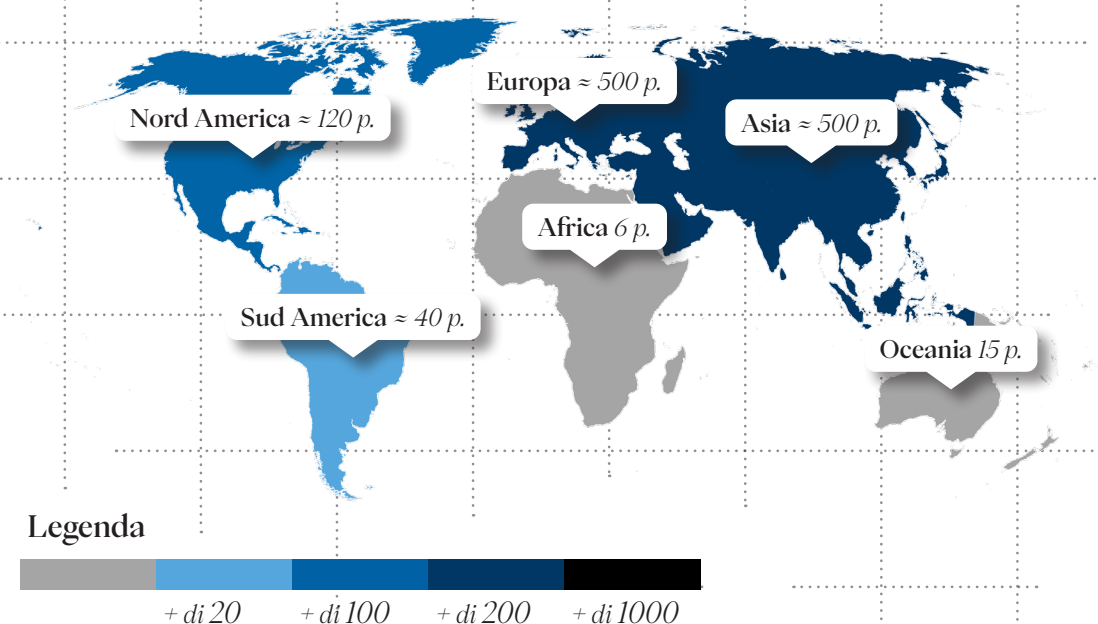 Europa ≈ 500 p.
Nord America ≈ 120 p.
Asia ≈ 500 p.
Africa 6 p.
Sud America ≈ 40 p.
Oceania 15 p.
Legenda
+ di 20 + di 100 + di 200 + di 1000